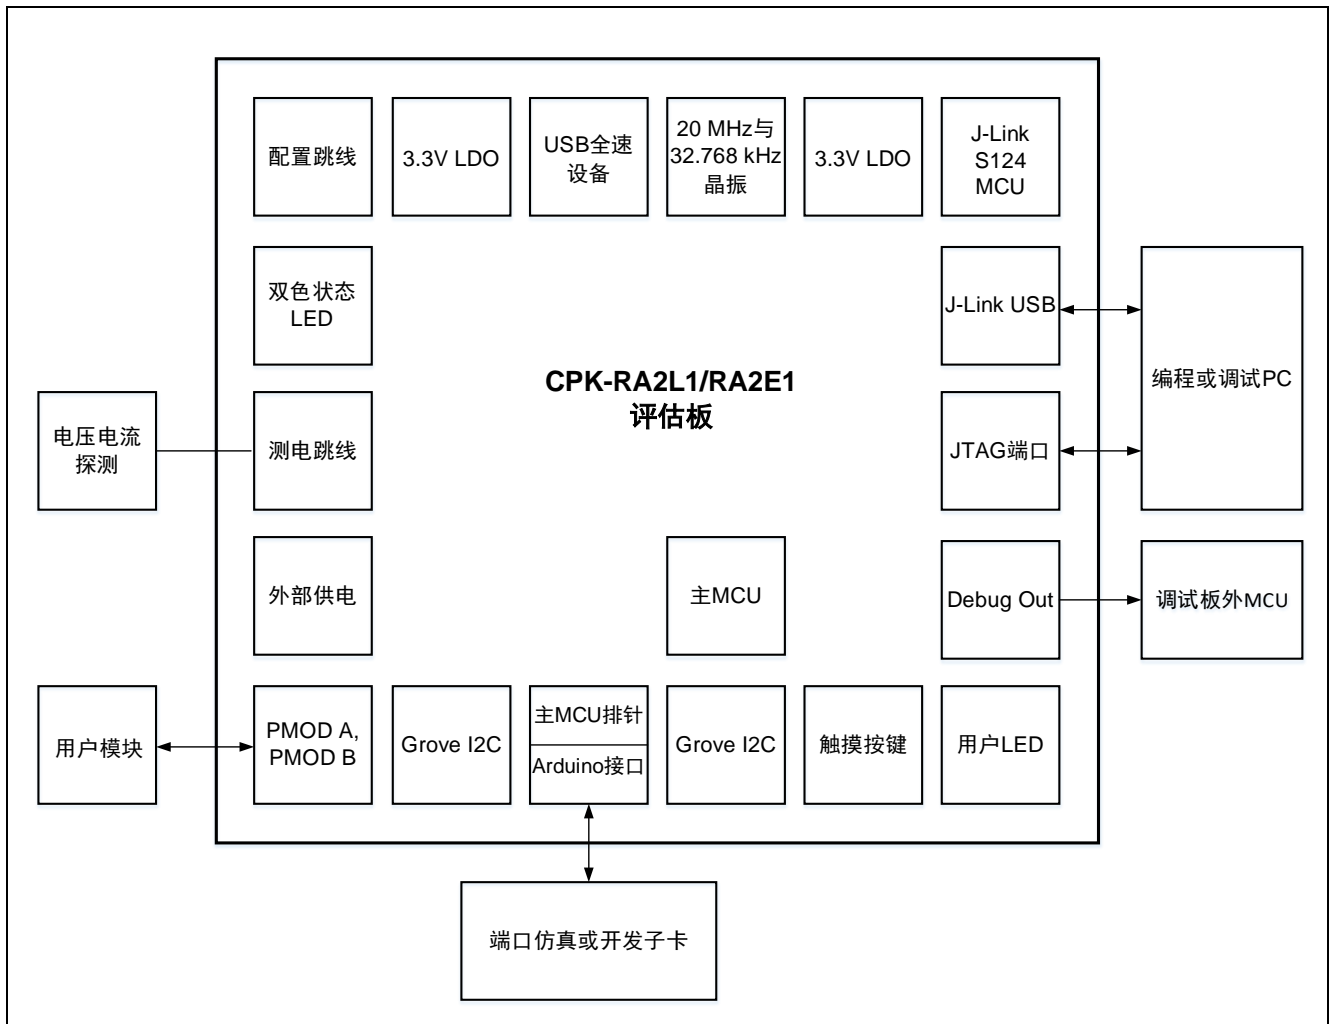 配置跳线
3.3V LDO
USB全速
设备
20 MHz与
32.768 kHz
晶振
3.3V LDO
J-Link
S124
MCU
双色状态
LED
J-Link USB
编程或调试PC
CPK-RA2L1/RA2E1
评估板
电压电流
探测
测电跳线
JTAG端口
外部供电
主MCU
Debug Out
调试板外MCU
用户模块
PMOD A,
PMOD B
Grove I2C
主MCU排针
Arduino接口
Grove I2C
触摸按键
用户LED
端口仿真或开发子卡